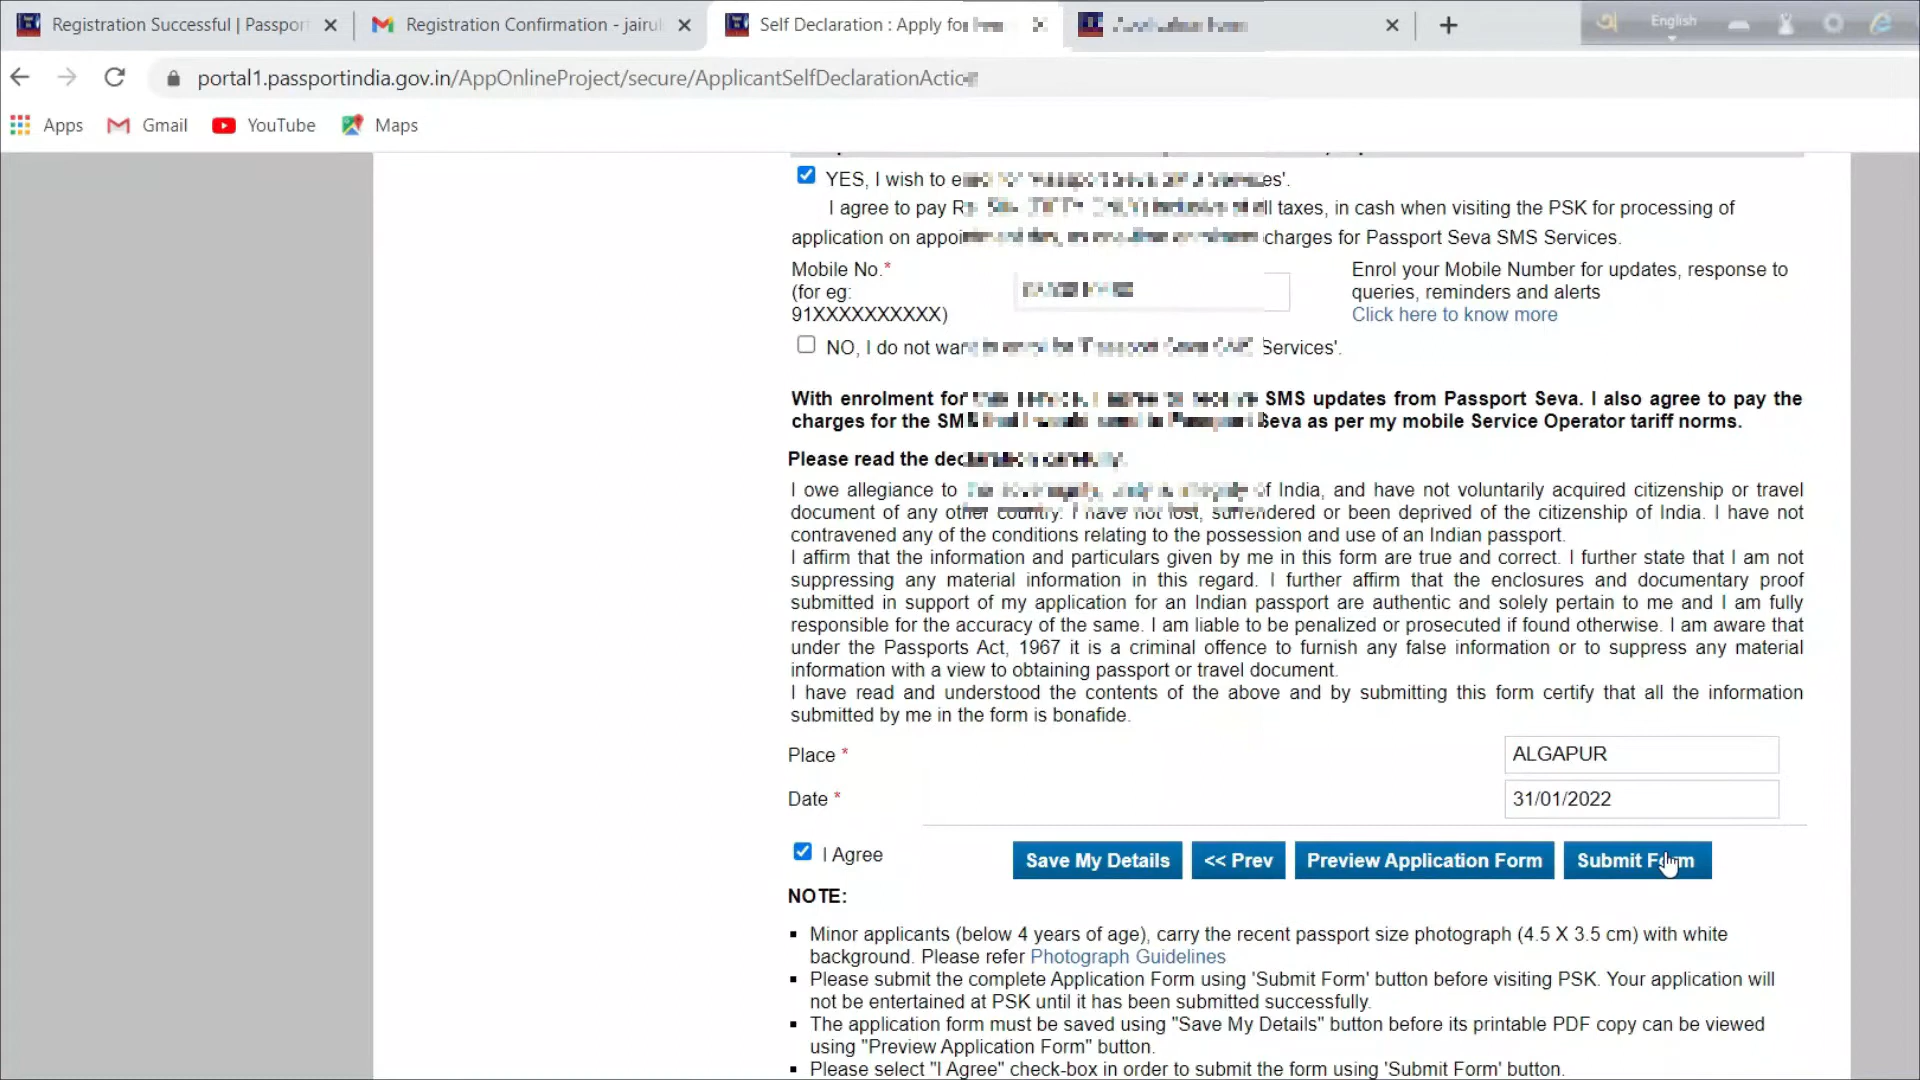 Registration Successful | Passport
Registration Confirmation - jairul
Self Declaration : Apply for
English
portal1.passportindia.gov.in/AppOnlineProject/secure/ApplicantSelfDeclarationActio
Apps
Gmail
YouTube
Maps
YES, I wish to
I agree to pay all taxes, in cash when visiting the PSK for processing of
application on charges for Passport Seva SMS Services.
Mobile No.*
(for eg:
91XXXXXXXXXX)
Enrol your Mobile Number for updates, response to
queries, reminders and alerts
Click here to know more
NO, I do not Services'.
With enrolment for SMS updates from Passport Seva. I also agree to pay the
charges for the Seva as per my mobile Service Operator tariff norms.
Please read the
I owe allegiance to of India, and have not voluntarily acquired citizenship or travel
document of any other country. I have not lost, surrendered or been deprived of the citizenship of India. I have not
contravened any of the conditions relating to the possession and use of an Indian passport.
I affirm that the information and particulars given by me in this form are true and correct. I further state that I am not
suppressing any material information in this regard. I further affirm that the enclosures and documentary proof
submitted in support of my application for an Indian passport are authentic and solely pertain to me and I am fully
responsible for the accuracy of the same. I am liable to be penalized or prosecuted if found otherwise. I am aware that
under the Passports Act, 1967 it is a criminal offence to furnish any false information or to suppress any material
information with a view to obtaining passport or travel document.
I have read and understood the contents of the above and by submitting this form certify that all the information
submitted by me in the form is bonafide.
Place *
ALGAPUR
Date *
31/01/2022
I Agree
Save My Details
<< Prev
Preview Application Form
Submit Form
NOTE:
▪ Minor applicants (below 4 years of age), carry the recent passport size photograph (4.5 X 3.5 cm) with white
background. Please refer Photograph Guidelines
▪ Please submit the complete Application Form using 'Submit Form' button before visiting PSK. Your application will
not be entertained at PSK until it has been submitted successfully.
▪ The application form must be saved using "Save My Details" button before its printable PDF copy can be viewed
using "Preview Application Form" button.
▪ Please select "I Agree" check-box in order to submit the form using 'Submit Form' button.